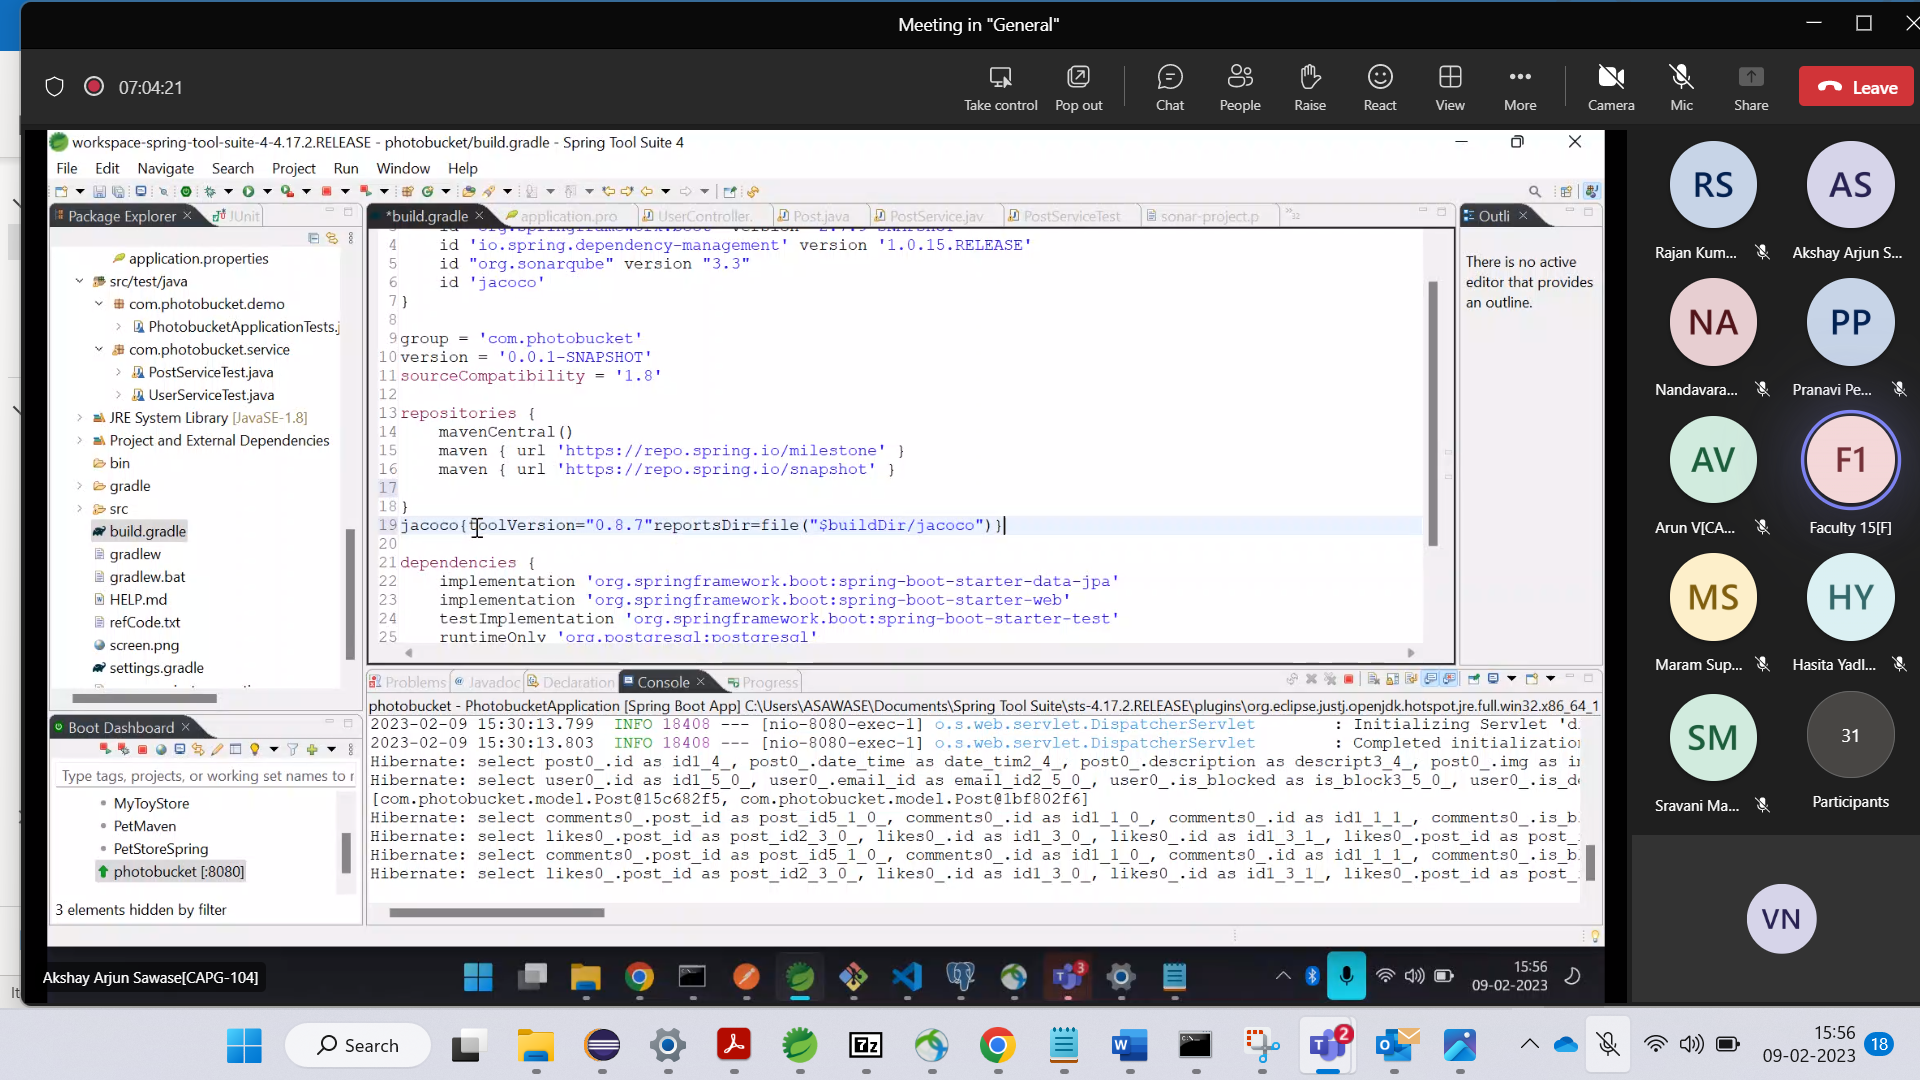 Meeting in "General"
07:04:21
Take control
Pop out
Chat
People
Raise
React
View
More
Camera
Mic
Share
Leave
workspace-spring-tool-suite-4-4.17.2.RELEASE - photobucket/build.gradle - Spring Tool Suite 4
File Edit Navigate Search Project Run Window Help
Package Explorer
JUnit
*build.gradle
application.pro
UserController.
Post.java
PostService.jav
PostServiceTest
sonar-project.p
Outli
application.properties
src/test/java
com.photobucket.demo
PhotobucketApplicationTests.j
com.photobucket.service
PostServiceTest.java
UserServiceTest.java
JRE System Library [JavaSE-1.8]
Project and External Dependencies
bin
gradle
src
build.gradle
gradlew
gradlew.bat
HELP.md
refCode.txt
screen.png
settings.gradle
4 id 'io.spring.dependency-management' version '1.0.15.RELEASE'
5 id "org.sonarqube" version "3.3"
6 id 'jacoco'
7 }
8
9 group = 'com.photobucket'
10 version = '0.0.1-SNAPSHOT'
11 sourceCompatibility = '1.8'
12
13 repositories {
14 mavenCentral()
15 maven { url 'https://repo.spring.io/milestone' }
16 maven { url 'https://repo.spring.io/snapshot' }
17
18 }
19 jacoco{toolVersion="0.8.7"reportsDir=file("$buildDir/jacoco")}
20
21 dependencies {
22 implementation 'org.springframework.boot:spring-boot-starter-data-jpa'
23 implementation 'org.springframework.boot:spring-boot-starter-web'
24 testImplementation 'org.springframework.boot:spring-boot-starter-test'
25 runtimeOnly 'org.postgresql:postgresql'
There is no active
editor that provides
an outline.
Boot Dashboard
Type tags, projects, or working set names to r
MyToyStore
PetMaven
PetStoreSpring
photobucket [:8080]
3 elements hidden by filter
Problems
Javadoc
Declaration
Console
Progress
photobucket - PhotobucketApplication [Spring Boot App] C:\Users\ASAWASE\Documents\Spring Tool Suite\sts-4.17.2.RELEASE\plugins\org.eclipse.justj.openjdk.hotspot.jre.full.win32.x86_64_1
2023-02-09 15:30:13.799 INFO 18408 --- [nio-8080-exec-1] o.s.web.servlet.DispatcherServlet : Initializing Servlet 'd
2023-02-09 15:30:13.803 INFO 18408 --- [nio-8080-exec-1] o.s.web.servlet.DispatcherServlet : Completed initialization
Hibernate: select post0_.id as id1_4_, post0_.date_time as date_tim2_4_, post0_.description as descript3_4_, post0_.img as
Hibernate: select user0_.id as id1_5_0_, user0_.email_id as email_id2_5_0_, user0_.is_blocked as is_block3_5_0_, user0_.is_d
[com.photobucket.model.Post@15c682f5, com.photobucket.model.Post@1bf802f6]
Hibernate: select comments0_.post_id as post_id5_1_0_, comments0_.id as id1_1_0_, comments0_.id as id1_1_1_, comments0_.is_b
Hibernate: select likes0_.post_id as post_id2_3_0_, likes0_.id as id1_3_0_, likes0_.id as id1_3_1_, likes0_.post_id as post_
Hibernate: select comments0_.post_id as post_id5_1_0_, comments0_.id as id1_1_0_, comments0_.id as id1_1_1_, comments0_.is_b
Hibernate: select likes0_.post_id as post_id2_3_0_, likes0_.id as id1_3_0_, likes0_.id as id1_3_1_, likes0_.post_id as post_
Akshay Arjun Sawase[CAPG-104]
3
15:56
09-02-2023
RS
Rajan Kum...
AS
Akshay Arjun S...
NA
Nandavara...
PP
Pranavi Pe...
AV
Arun V[CA...
F1
Faculty 15[F]
MS
Maram Sup...
HY
Hasita Yadl...
SM
Sravani Ma...
31
Participants
VN
Search
2
15:56
09-02-2023
18